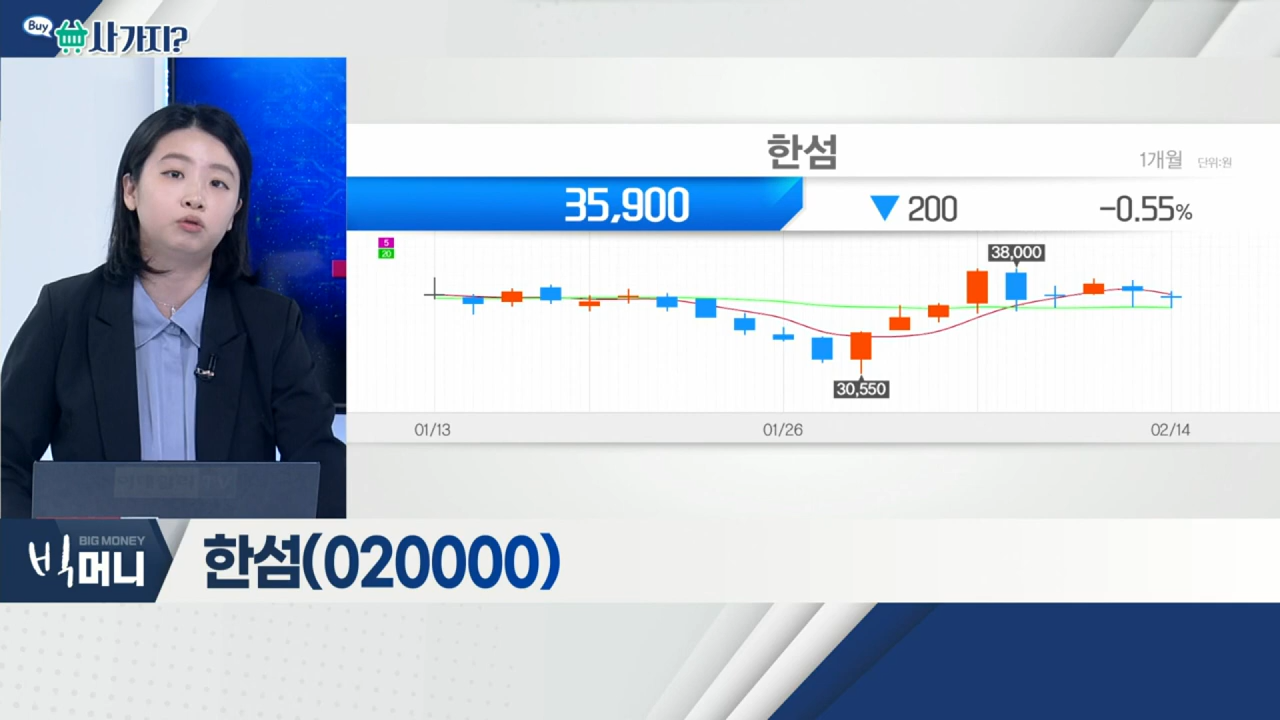 Buy 사가지?
한섬
1개월 단위:원
35,900 ▼ 200 -0.55%
5
20
38,000
30,550
01/13 01/26 02/14
BIG MONEY
빅머니
한섬(020000)